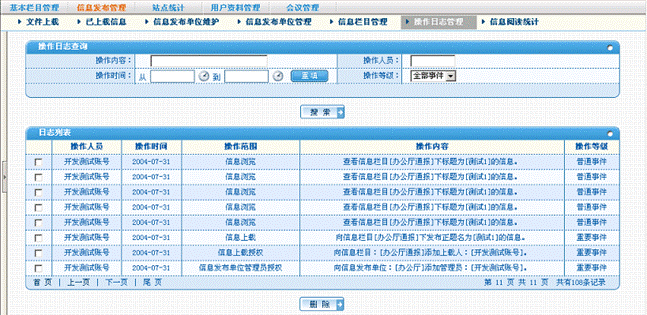 基本栏目管理 信息发布管理 站点统计 用户资料管理 会议管理
文件上载 已上载信息 信息发布单位维护 信息发布单位管理 信息栏目管理 操作日志管理 信息阅读统计
操作日志查询
操作内容： 操作人员：
操作时间： 从 到 重填 操作等级： 全部事件
搜 索
日志列表
操作人员 操作时间 操作范围 操作内容 操作等级
开发测试账号 2004-07-31 信息浏览 查看信息栏目[办公厅通报]下标题为[测试1]的信息。 普通事件
开发测试账号 2004-07-31 信息浏览 查看信息栏目[办公厅通报]下标题为[测试1]的信息。 普通事件
开发测试账号 2004-07-31 信息浏览 查看信息栏目[办公厅通报]下标题为[测试1]的信息。 普通事件
开发测试账号 2004-07-31 信息浏览 查看信息栏目[办公厅通报]下标题为[测试1]的信息。 普通事件
开发测试账号 2004-07-31 信息浏览 查看信息栏目[办公厅通报]下标题为[测试1]的信息。 普通事件
开发测试账号 2004-07-31 信息上载 向信息栏目[办公厅通报]下发布正题名为[测试1]的信息。 重要事件
开发测试账号 2004-07-31 信息上载授权 向信息栏目：[办公厅通报]添加上载人：[开发测试账号]。 重要事件
开发测试账号 2004-07-31 信息发布单位管理员授权 向信息发布单位：[办公厅]添加管理员：[开发测试账号]。 重要事件
首 页 | 上一页 | 下一页 | 尾 页 第 11 页 共 11 页 共有108条记录
删 除